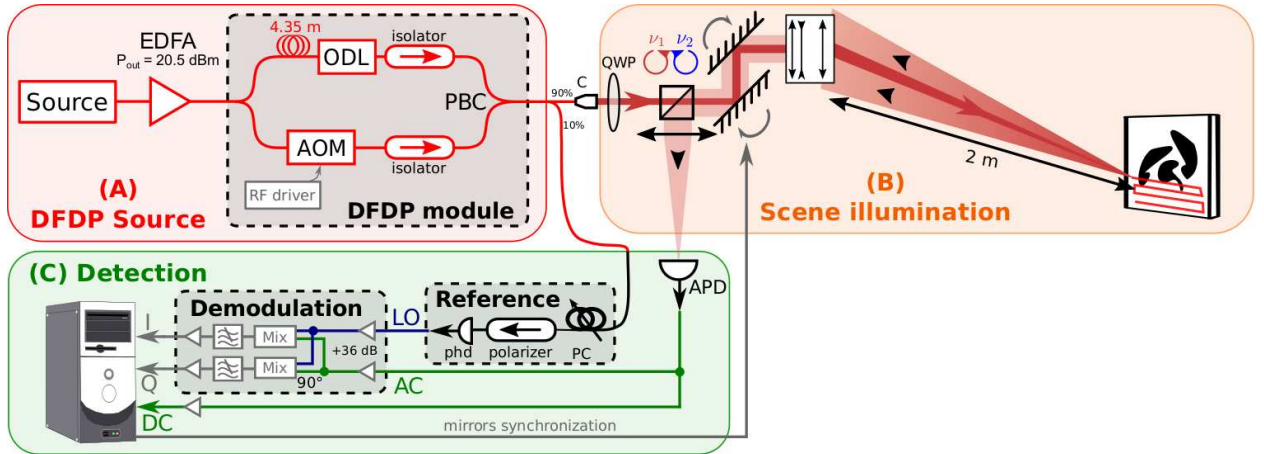 EDFA
P_out = 20.5 dBm
Source
4.35 m
ODL
isolator
PBC
AOM
isolator
RF driver
(A)
DFDP Source
DFDP module
90%
10%
C
QWP
ν₁
ν₂
2 m
(B)
Scene illumination
(C) Detection
Demodulation
Reference
APD
I
Mix
LO
+36 dB
phd
polarizer
PC
Q
Mix
90°
AC
DC
mirrors synchronization